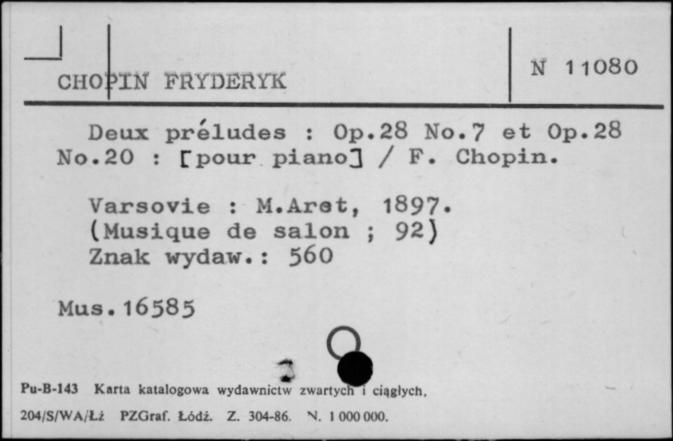 N 11080
CHOPIN FRYDERYK
Deux préludes : Op.28 No.7 et Op.28
No.20 : [pour piano] / F. Chopin.
Varsovie : M.Arct, 1897.
(Musique de salon ; 92)
Znak wydaw.: 560
Mus.16585
Pu-B-143 Karta katalogowa wydawnictw zwartych i ciągłych.
204/S/WA/Łż PZGraf. Łódź. Z. 304-86. N. 1 000 000.